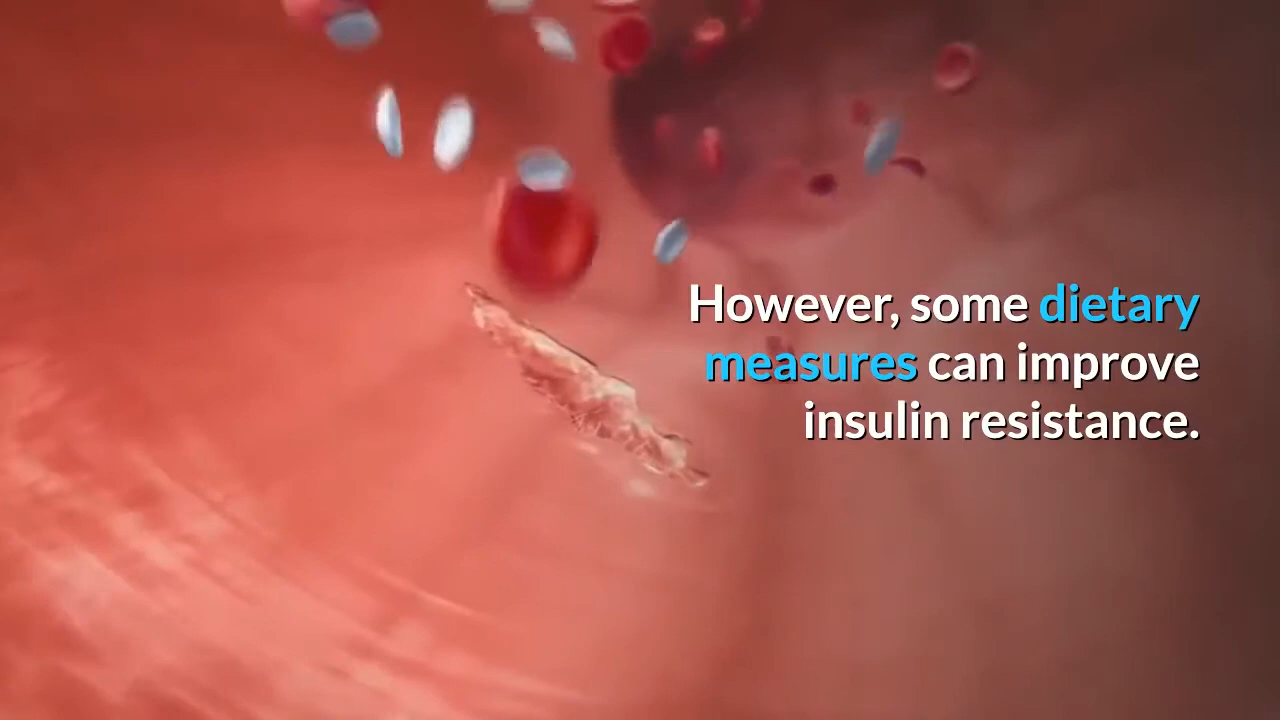 However, some dietary
measures can improve
insulin resistance.